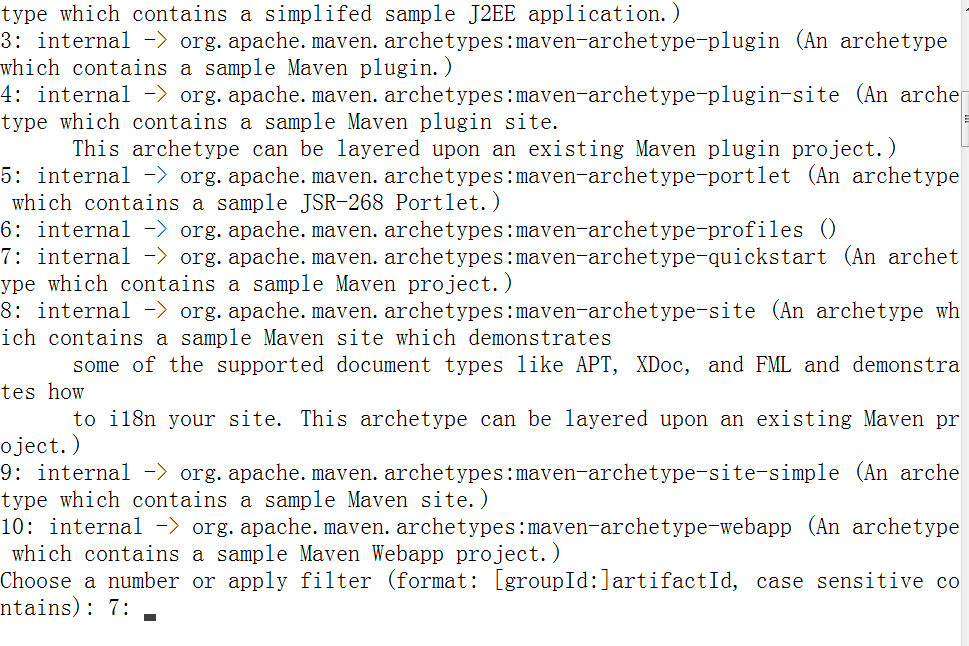 type which contains a simplifed sample J2EE application.)
3: internal -> org.apache.maven.archetypes:maven-archetype-plugin (An archetype
which contains a sample Maven plugin.)
4: internal -> org.apache.maven.archetypes:maven-archetype-plugin-site (An arche
type which contains a sample Maven plugin site.
This archetype can be layered upon an existing Maven plugin project.)
5: internal -> org.apache.maven.archetypes:maven-archetype-portlet (An archetype
which contains a sample JSR-268 Portlet.)
6: internal -> org.apache.maven.archetypes:maven-archetype-profiles ()
7: internal -> org.apache.maven.archetypes:maven-archetype-quickstart (An archet
ype which contains a sample Maven project.)
8: internal -> org.apache.maven.archetypes:maven-archetype-site (An archetype wh
ich contains a sample Maven site which demonstrates
some of the supported document types like APT, XDoc, and FML and demonstra
tes how
to i18n your site. This archetype can be layered upon an existing Maven pr
oject.)
9: internal -> org.apache.maven.archetypes:maven-archetype-site-simple (An arche
type which contains a sample Maven site.)
10: internal -> org.apache.maven.archetypes:maven-archetype-webapp (An archetype
which contains a sample Maven Webapp project.)
Choose a number or apply filter (format: [groupId:]artifactId, case sensitive co
ntains): 7: